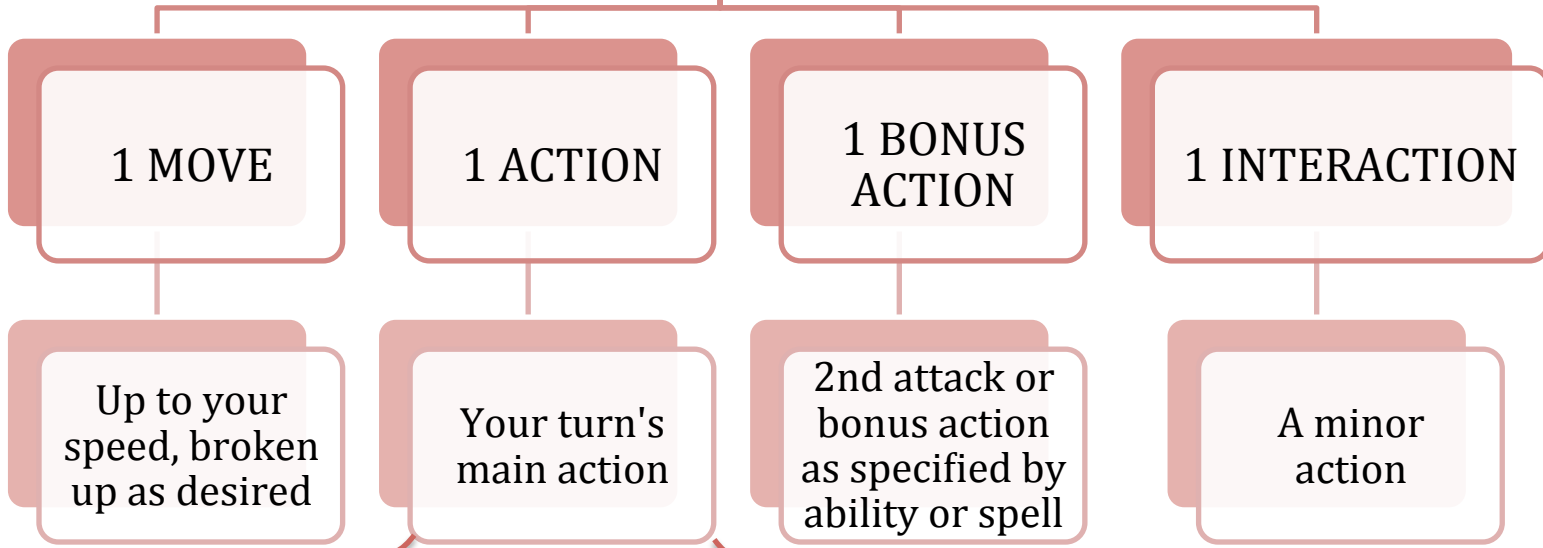 1 MOVE
1 ACTION
1 BONUS
ACTION
1 INTERACTION
Up to your
speed, broken
up as desired
Your turn's
main action
2nd attack or
bonus action
as specified by
ability or spell
A minor
action